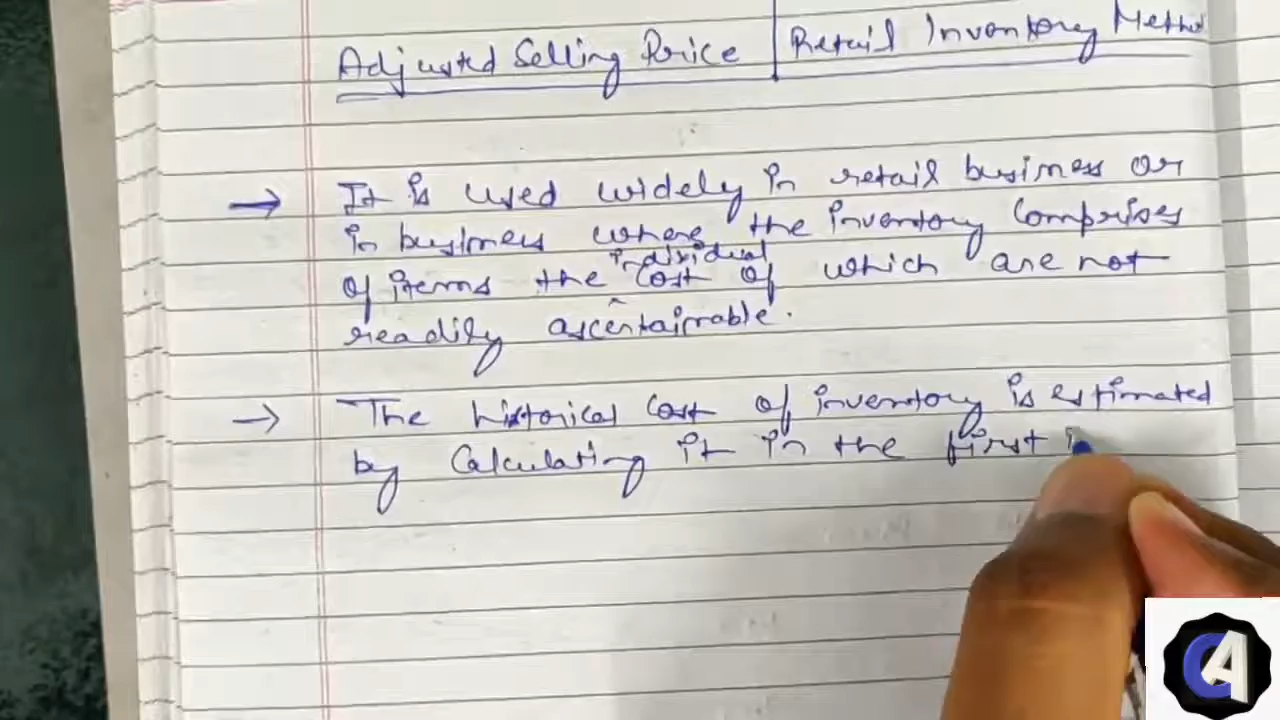 Adjusted Selling Price | Retail Inventory Metho
→ It is used widely in retail business or
in business where the inventory comprises
of items the individual cost of which are not
readily ascertainable.
→ The historical cost of inventory is estimated
by calculating it in the first i
CA